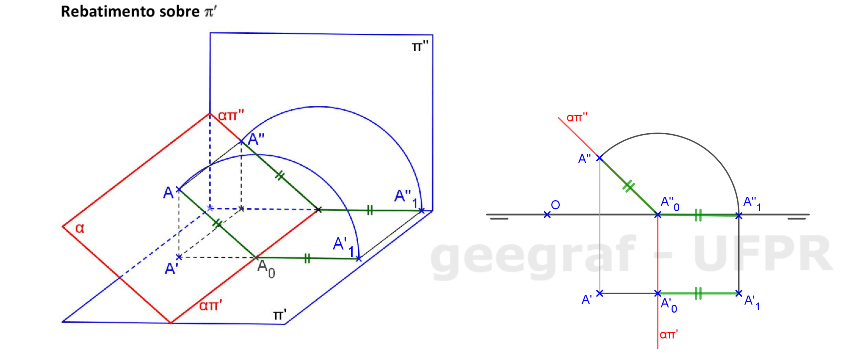 Rebatimento sobre π'
π"
απ"
A"
A
A"₁
α
A'₁
A'
A₀
απ'
π'
απ"
A"
O
A"₀
A"₁
geegraf - UFPR
A'
A'₀
A'₁
απ'